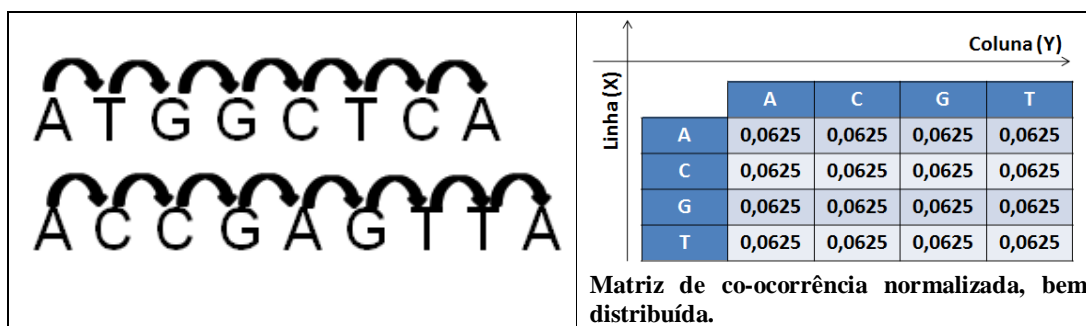 A T G G C T C A
A C C G A G T T A
Coluna (Y)
Linha (X)
A C G T
A 0,0625 0,0625 0,0625 0,0625
C 0,0625 0,0625 0,0625 0,0625
G 0,0625 0,0625 0,0625 0,0625
T 0,0625 0,0625 0,0625 0,0625
Matriz de co-ocorrência normalizada, bem
distribuída.